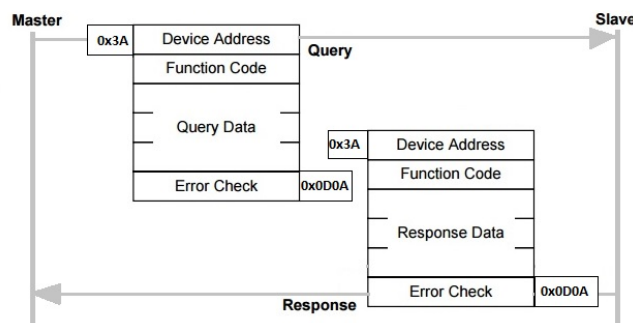 Master
Slave
0x3A
Device Address
Query
Function Code
Query Data
Error Check
0x0D0A
0x3A
Device Address
Function Code
Response Data
Error Check
0x0D0A
Response